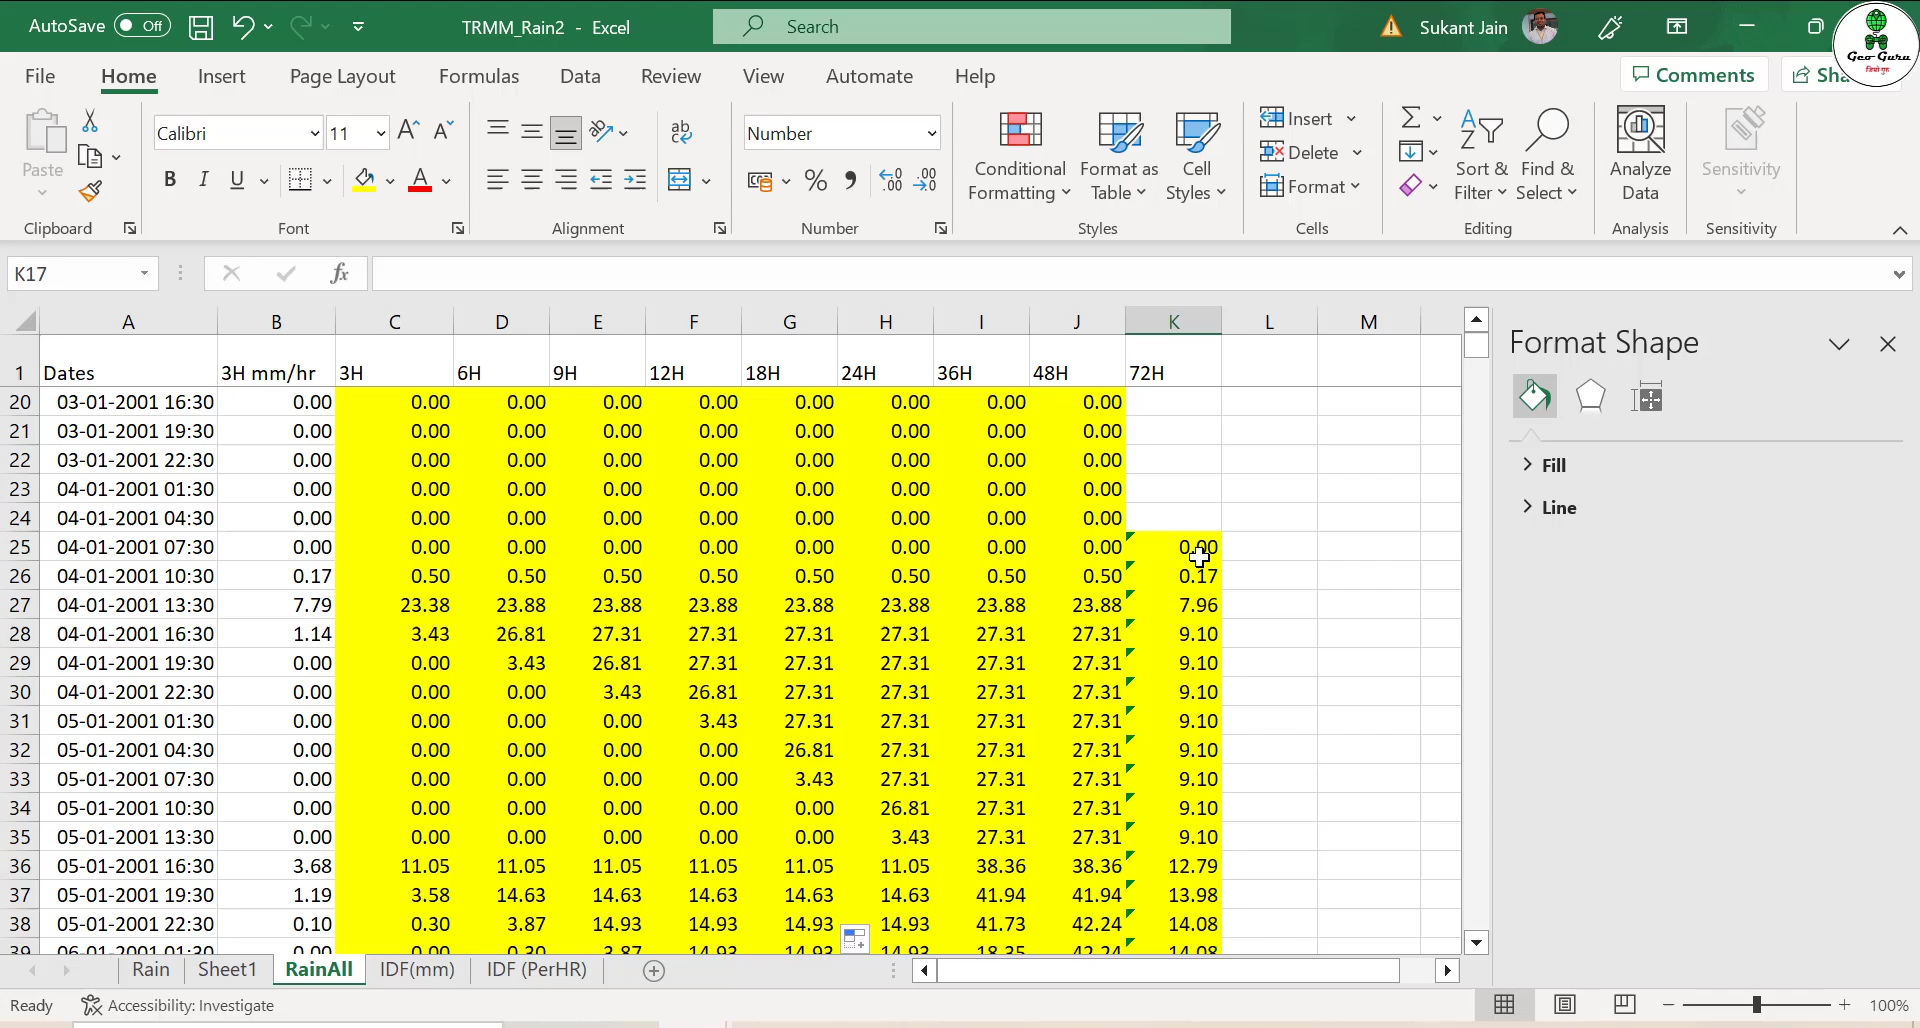 AutoSave Off TRMM_Rain2 - Excel Search Sukant Jain
Geo Guru
जियो गुरु
File Home Insert Page Layout Formulas Data Review View Automate Help Comments
Paste Calibri 11 Number Conditional Formatting Format as Table Cell Styles Insert Delete Format Sort & Filter Find & Select Analyze Data Sensitivity
Clipboard Font Alignment Number Styles Cells Editing Analysis Sensitivity
K17 fx
A B C D E F G H I J K L M
1 Dates 3H mm/hr 3H 6H 9H 12H 18H 24H 36H 48H 72H
20 03-01-2001 16:30 0.00 0.00 0.00 0.00 0.00 0.00 0.00 0.00 0.00
21 03-01-2001 19:30 0.00 0.00 0.00 0.00 0.00 0.00 0.00 0.00 0.00
22 03-01-2001 22:30 0.00 0.00 0.00 0.00 0.00 0.00 0.00 0.00 0.00
23 04-01-2001 01:30 0.00 0.00 0.00 0.00 0.00 0.00 0.00 0.00 0.00
24 04-01-2001 04:30 0.00 0.00 0.00 0.00 0.00 0.00 0.00 0.00 0.00
25 04-01-2001 07:30 0.00 0.00 0.00 0.00 0.00 0.00 0.00 0.00 0.00 0.00
26 04-01-2001 10:30 0.17 0.50 0.50 0.50 0.50 0.50 0.50 0.50 0.50 0.17
27 04-01-2001 13:30 7.79 23.38 23.88 23.88 23.88 23.88 23.88 23.88 23.88 7.96
28 04-01-2001 16:30 1.14 3.43 26.81 27.31 27.31 27.31 27.31 27.31 27.31 9.10
29 04-01-2001 19:30 0.00 0.00 3.43 26.81 27.31 27.31 27.31 27.31 27.31 9.10
30 04-01-2001 22:30 0.00 0.00 0.00 3.43 26.81 27.31 27.31 27.31 27.31 9.10
31 05-01-2001 01:30 0.00 0.00 0.00 0.00 3.43 27.31 27.31 27.31 27.31 9.10
32 05-01-2001 04:30 0.00 0.00 0.00 0.00 0.00 26.81 27.31 27.31 27.31 9.10
33 05-01-2001 07:30 0.00 0.00 0.00 0.00 0.00 3.43 27.31 27.31 27.31 9.10
34 05-01-2001 10:30 0.00 0.00 0.00 0.00 0.00 0.00 26.81 27.31 27.31 9.10
35 05-01-2001 13:30 0.00 0.00 0.00 0.00 0.00 0.00 3.43 27.31 27.31 9.10
36 05-01-2001 16:30 3.68 11.05 11.05 11.05 11.05 11.05 11.05 38.36 38.36 12.79
37 05-01-2001 19:30 1.19 3.58 14.63 14.63 14.63 14.63 14.63 41.94 41.94 13.98
38 05-01-2001 22:30 0.10 0.30 3.87 14.93 14.93 14.93 14.93 41.73 42.24 14.08
39 06-01-2001 01:30 0.00 0.00 0.30 3.87 14.93 14.93 14.93 18.35 42.24 14.08
Format Shape
Fill
Line
Rain Sheet1 RainAll IDF(mm) IDF (PerHR)
Ready Accessibility: Investigate 100%